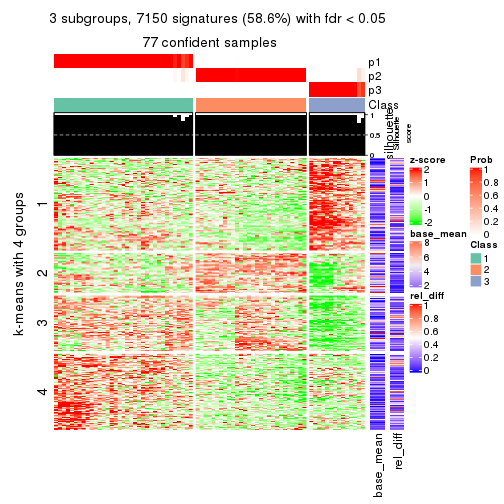 3 subgroups, 7150 signatures (58.6%) with fdr < 0.05
77 confident samples
p1
p2
p3
Class
silhouette
Silhouette
score
1
0.5
0
k-means with 4 groups
1
2
3
4
base_mean
rel_diff
z-score
2
1
0
-1
-2
base_mean
8
6
4
2
rel_diff
1
0.8
0.6
0.4
0.2
0
Prob
1
0.8
0.6
0.4
0.2
0
Class
1
2
3